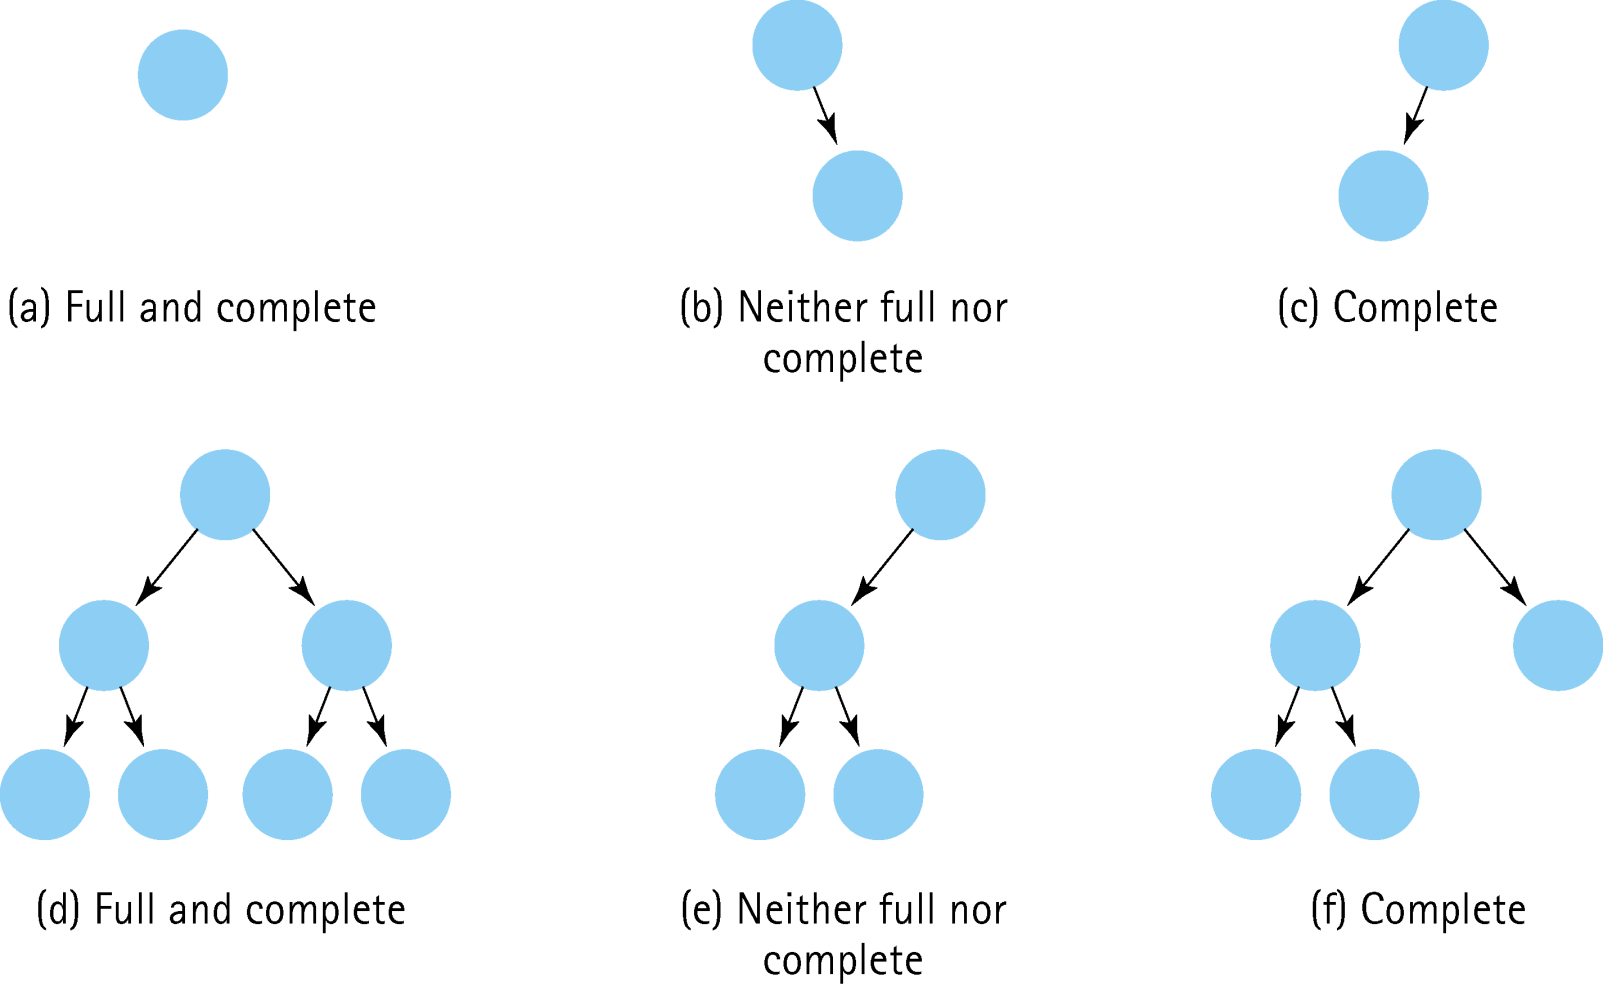 (a) Full and complete
(b) Neither full nor
complete
(c) Complete
(d) Full and complete
(e) Neither full nor
complete
(f) Complete